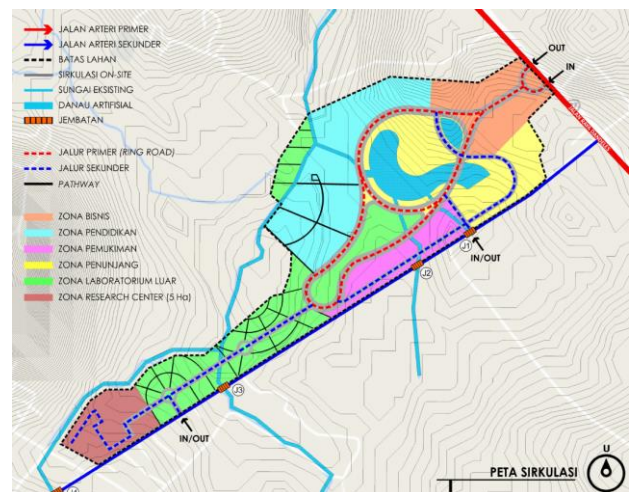 JALAN ARTERI PRIMER
JALAN ARTERI SEKUNDER
BATAS LAHAN
SIRKULASI ON-SITE
SUNGAI EKSISTING
DANAU ARTIFISIAL
JEMBATAN
JALUR PRIMER (RING ROAD)
JALUR SEKUNDER
PATHWAY
ZONA BISNIS
ZONA PENDIDIKAN
ZONA PEMUKIMAN
ZONA PENUNJANG
ZONA LABORATORIUM LUAR
ZONA RESEARCH CENTER (5 Ha)
OUT
IN
J1
IN/OUT
J2
J3
IN/OUT
U
PETA SIRKULASI